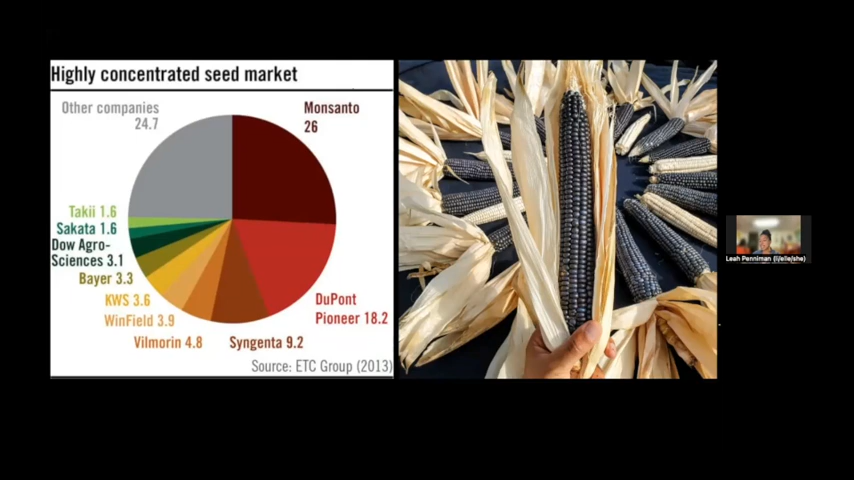 Highly concentrated seed market
Other companies
24.7
Monsanto
26
Takii 1.6
Sakata 1.6
Dow Agro-
Sciences 3.1
Bayer 3.3
KWS 3.6
WinField 3.9
Vilmorin 4.8
Syngenta 9.2
DuPont
Pioneer 18.2
Source: ETC Group (2013)
Leah Penniman (li/elle/she)